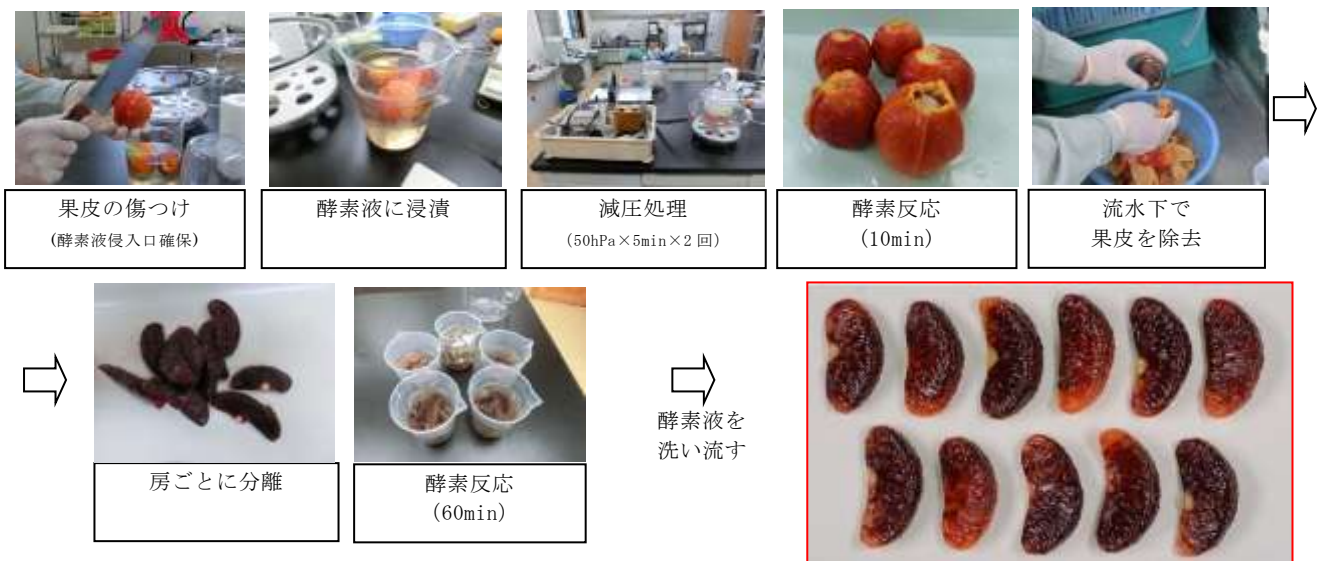 果皮の傷つけ
(酵素液侵入口確保)
酵素液に浸漬
減圧処理
(50hPa×5min×2回)
酵素反応
(10min)
流水下で
果皮を除去
房ごとに分離
酵素反応
(60min)
酵素液を
洗い流す